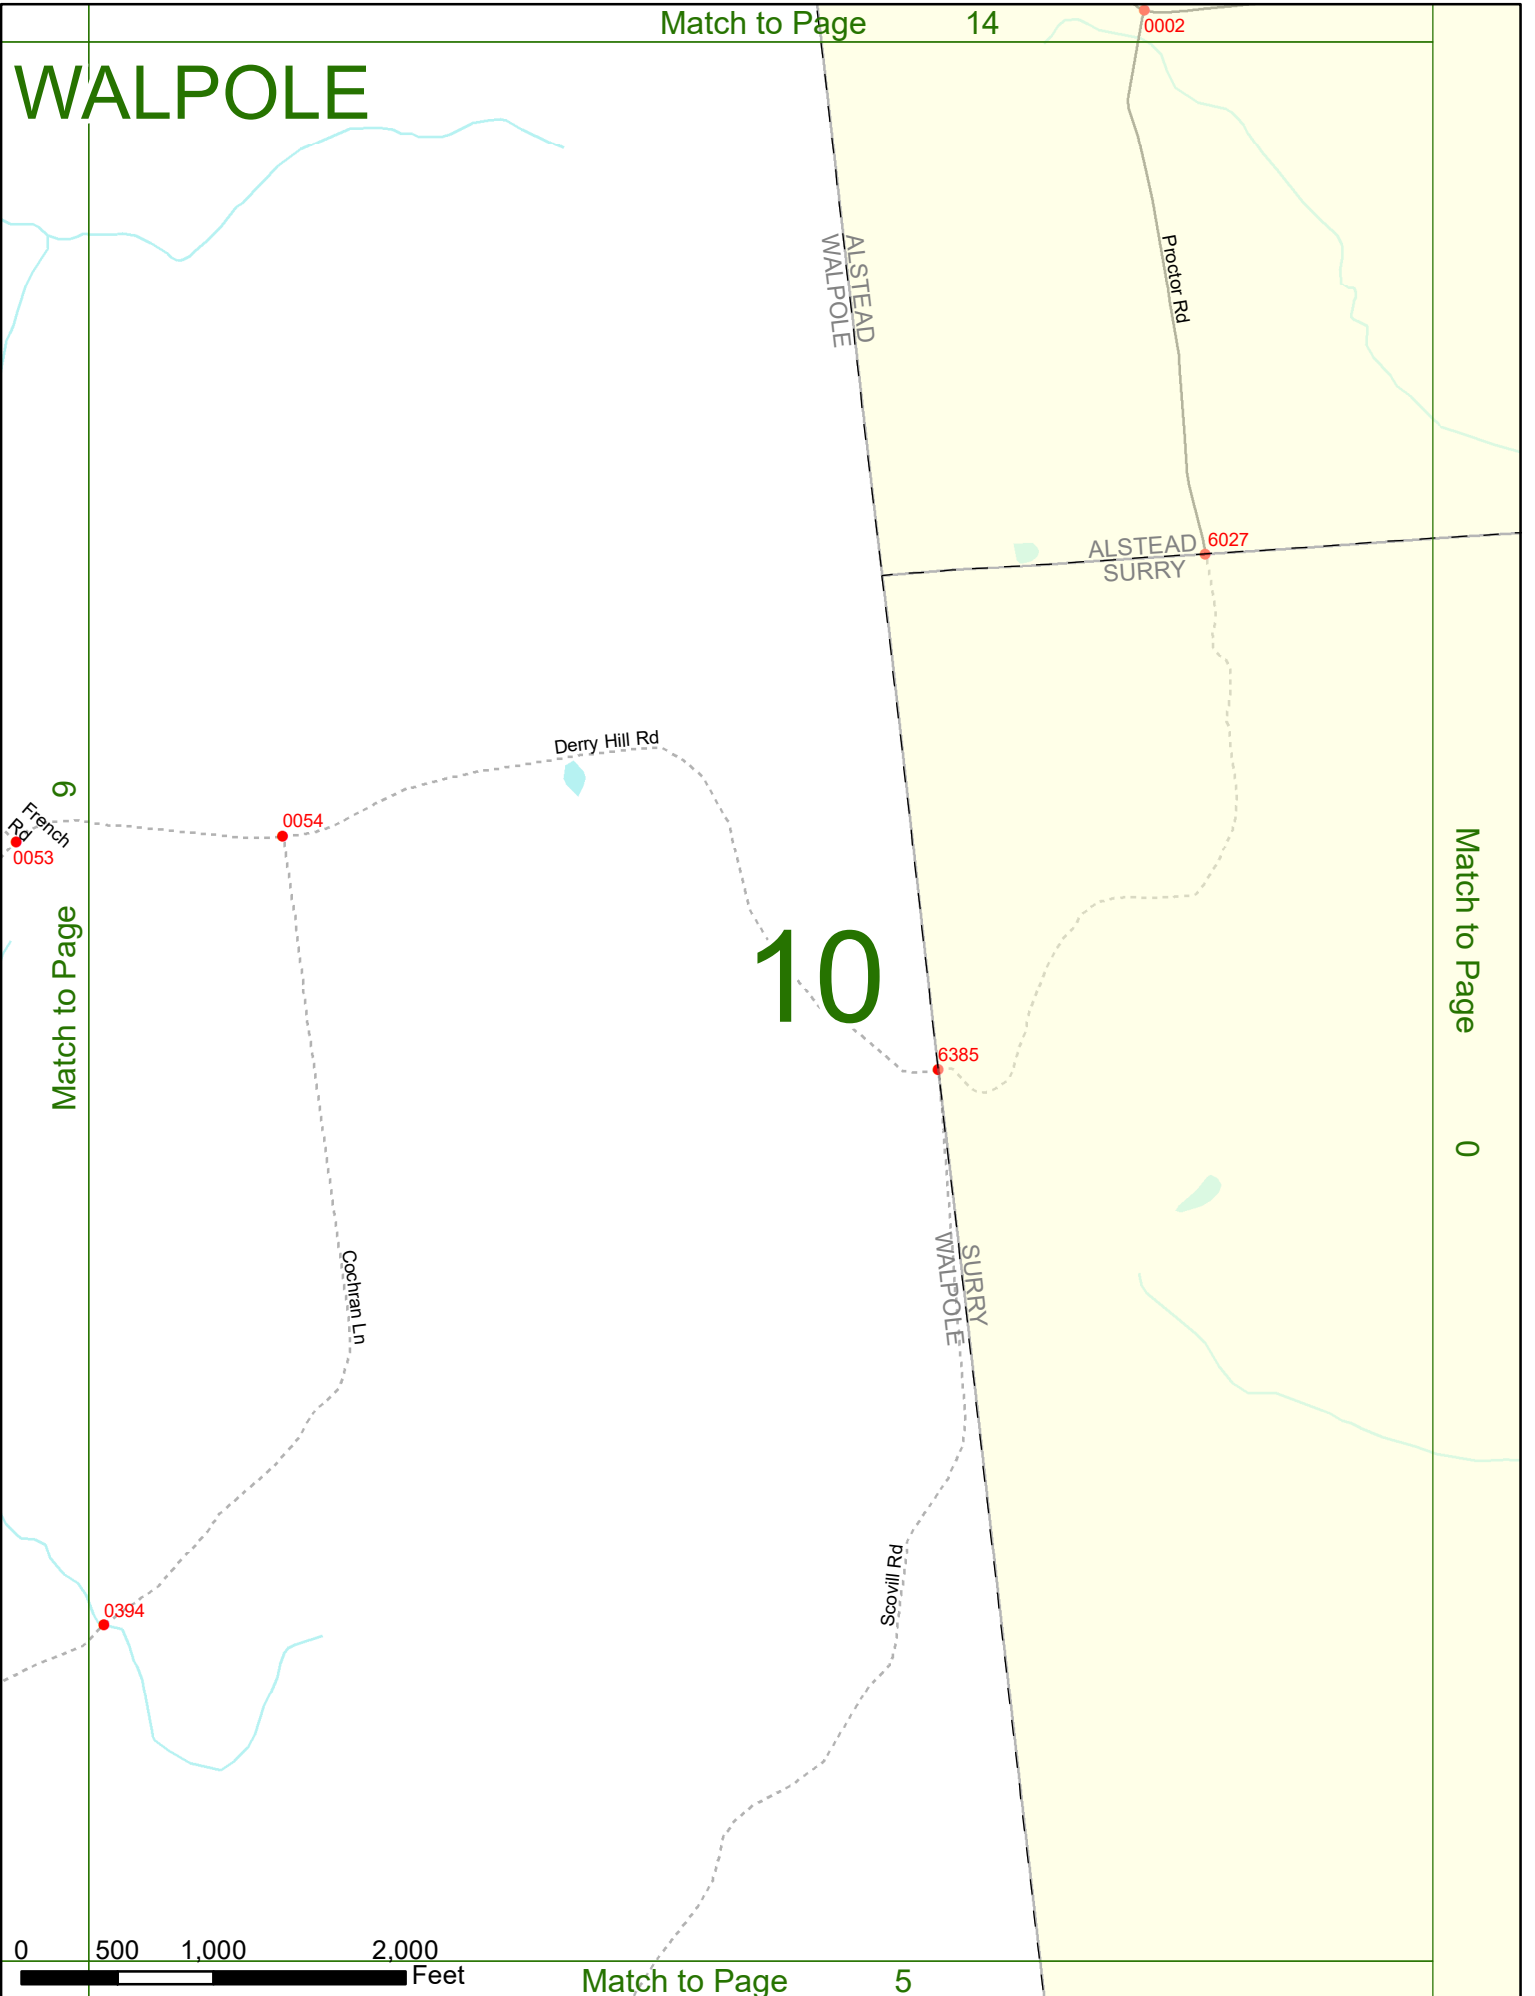 Match to Page 14
0002
WALPOLE
ALSTEAD
WALPOLE
Proctor Rd
6027
ALSTEAD
SURRY
Derry Hill Rd
Match to Page 9
French
Rd
0053
0054
10
Match to Page 0
6385
SURRY
WALPOLE
Cochran Ln
Scovill Rd
0394
0 500 1,000 2,000
Feet
Match to Page 5